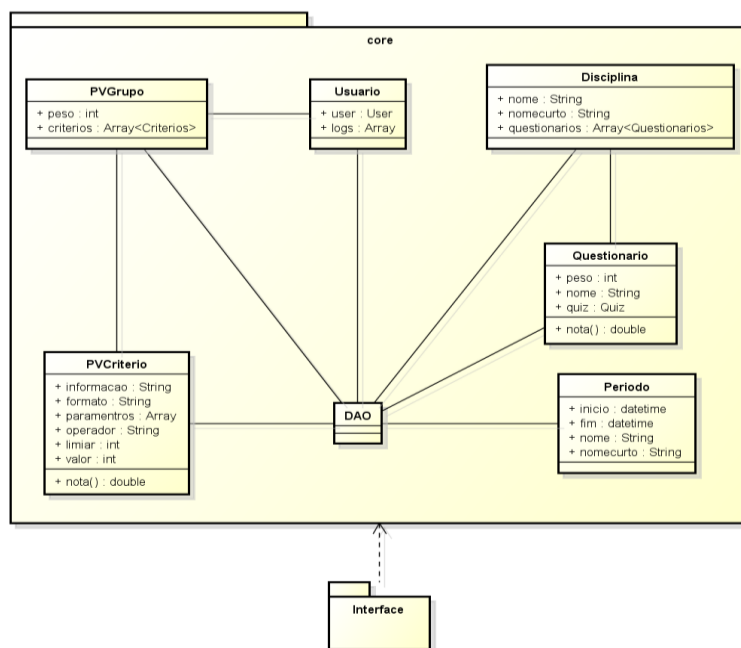 core
PVGrupo
+ peso : int
+ criterios : Array<Criterios>
Usuario
+ user : User
+ logs : Array
Disciplina
+ nome : String
+ nomecurto : String
+ questionarios : Array<Questionarios>
Questionario
+ peso : int
+ nome : String
+ quiz : Quiz
+ nota() : double
PVCriterio
+ informacao : String
+ formato : String
+ paramentros : Array
+ operador : String
+ limiar : int
+ valor : int
+ nota() : double
DAO
Periodo
+ inicio : datetime
+ fim : datetime
+ nome : String
+ nomecurto : String
Interface